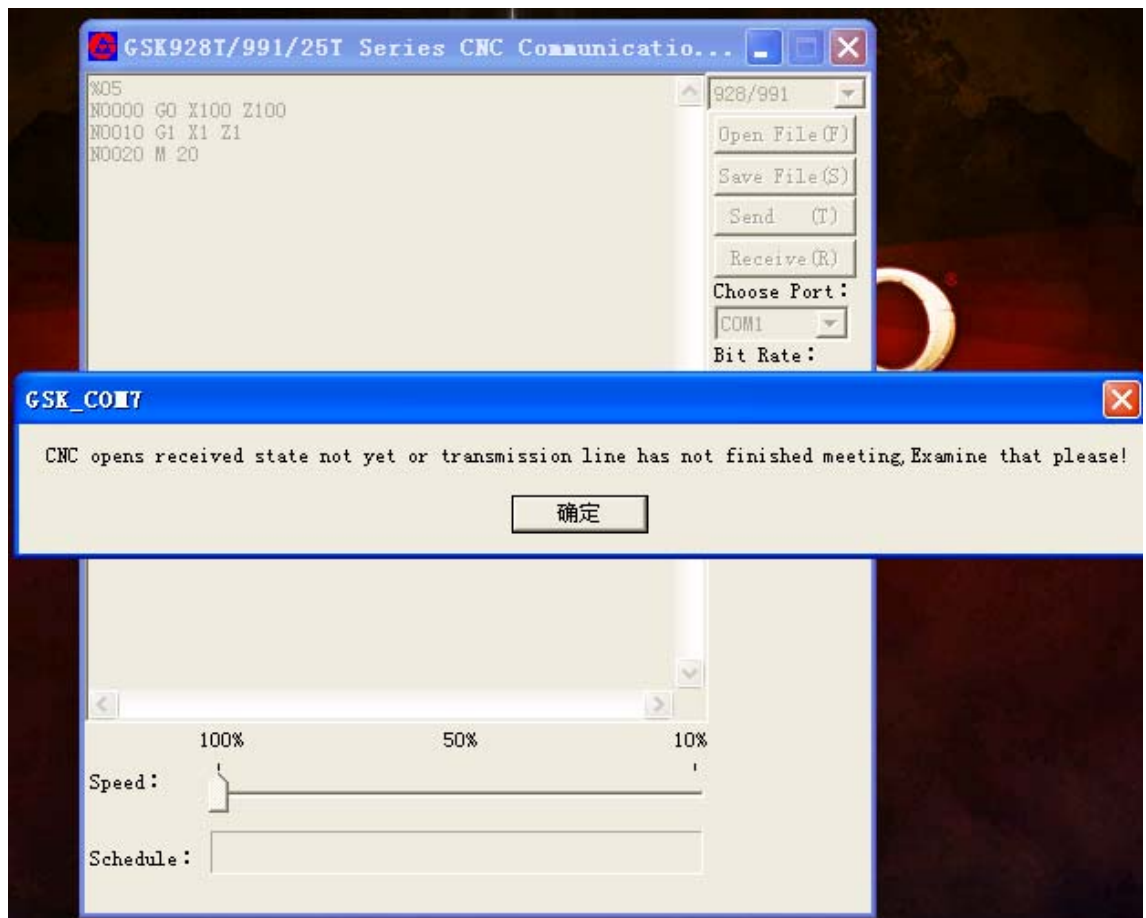 GSK928T/991/25T Series CNC Communicatio...
%05
N0000 G0 X100 Z100
N0010 G1 X1 Z1
N0020 M 20
928/991
Open File(F)
Save File(S)
Send (T)
Receive(R)
Choose Port:
COM1
Bit Rate:
GSK_COM7
CNC opens received state not yet or transmission line has not finished meeting,Examine that please!
确定
100% 50% 10%
Speed:
Schedule: